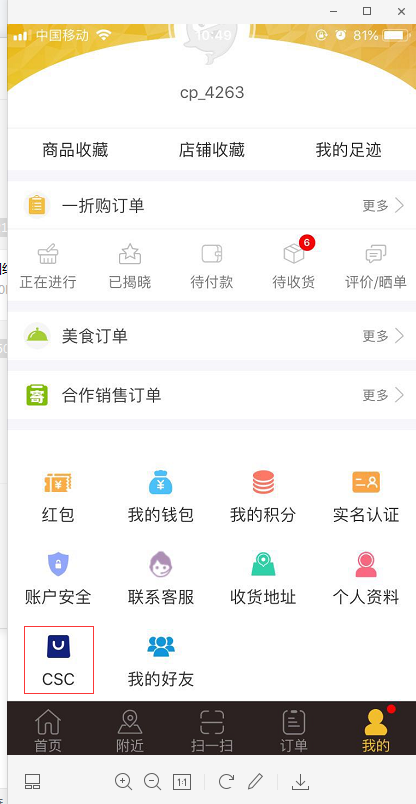 中国移动 10:49 81%
cp_4263
商品收藏 店铺收藏 我的足迹
一折购订单 更多
6
正在进行 已揭晓 待付款 待收货 评价/晒单
美食订单 更多
寄 合作销售订单 更多
红包 我的钱包 我的积分 实名认证
账户安全 联系客服 收货地址 个人资料
CSC 我的好友
首页 附近 扫一扫 订单 我的
1:1